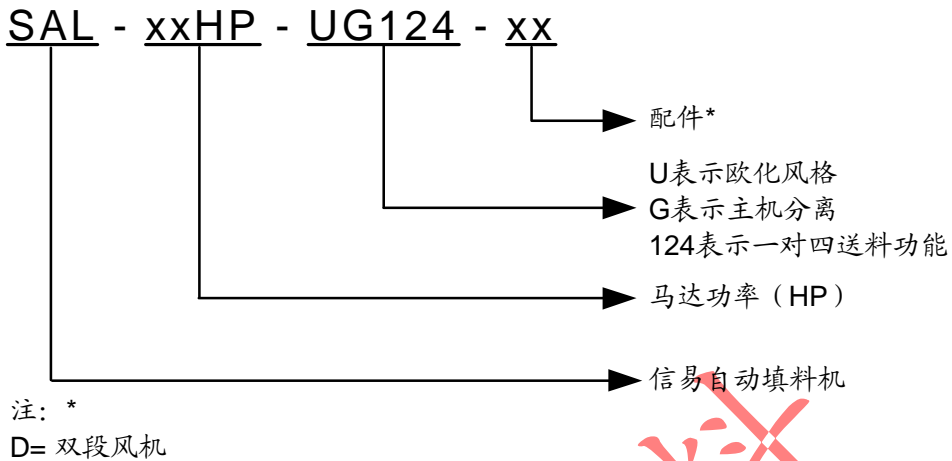 SAL - xxHP - UG124 - xx
配件*
U表示欧化风格
G表示主机分离
124表示一对四送料功能
马达功率（HP）
信易自动填料机
注: *
D= 双段风机